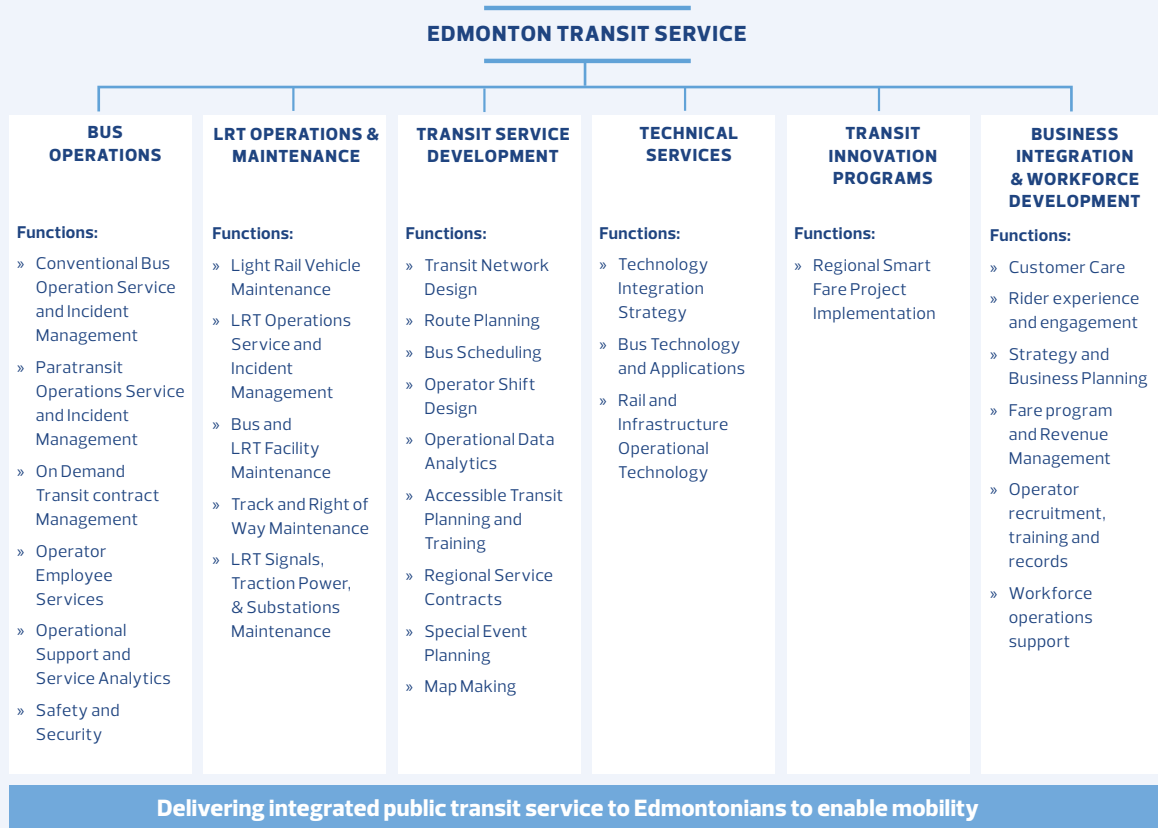 EDMONTON TRANSIT SERVICE
BUS
OPERATIONS
Functions:
» Conventional Bus
Operation Service
and Incident
Management
» Paratransit
Operations Service
and Incident
Management
» On Demand
Transit contract
Management
» Operator
Employee
Services
» Operational
Support and
Service Analytics
» Safety and
Security
LRT OPERATIONS &
MAINTENANCE
Functions:
» Light Rail Vehicle
Maintenance
» LRT Operations
Service and
Incident
Management
» Bus and
LRT Facility
Maintenance
» Track and Right of
Way Maintenance
» LRT Signals,
Traction Power,
& Substations
Maintenance
TRANSIT SERVICE
DEVELOPMENT
Functions:
» Transit Network
Design
» Route Planning
» Bus Scheduling
» Operator Shift
Design
» Operational Data
Analytics
» Accessible Transit
Planning and
Training
» Regional Service
Contracts
» Special Event
Planning
» Map Making
TECHNICAL
SERVICES
Functions:
» Technology
Integration
Strategy
» Bus Technology
and Applications
» Rail and
Infrastructure
Operational
Technology
TRANSIT
INNOVATION
PROGRAMS
Functions:
» Regional Smart
Fare Project
Implementation
BUSINESS
INTEGRATION
& WORKFORCE
DEVELOPMENT
Functions:
» Customer Care
» Rider experience
and engagement
» Strategy and
Business Planning
» Fare program
and Revenue
Management
» Operator
recruitment,
training and
records
» Workforce
operations
support
Delivering integrated public transit service to Edmontonians to enable mobility